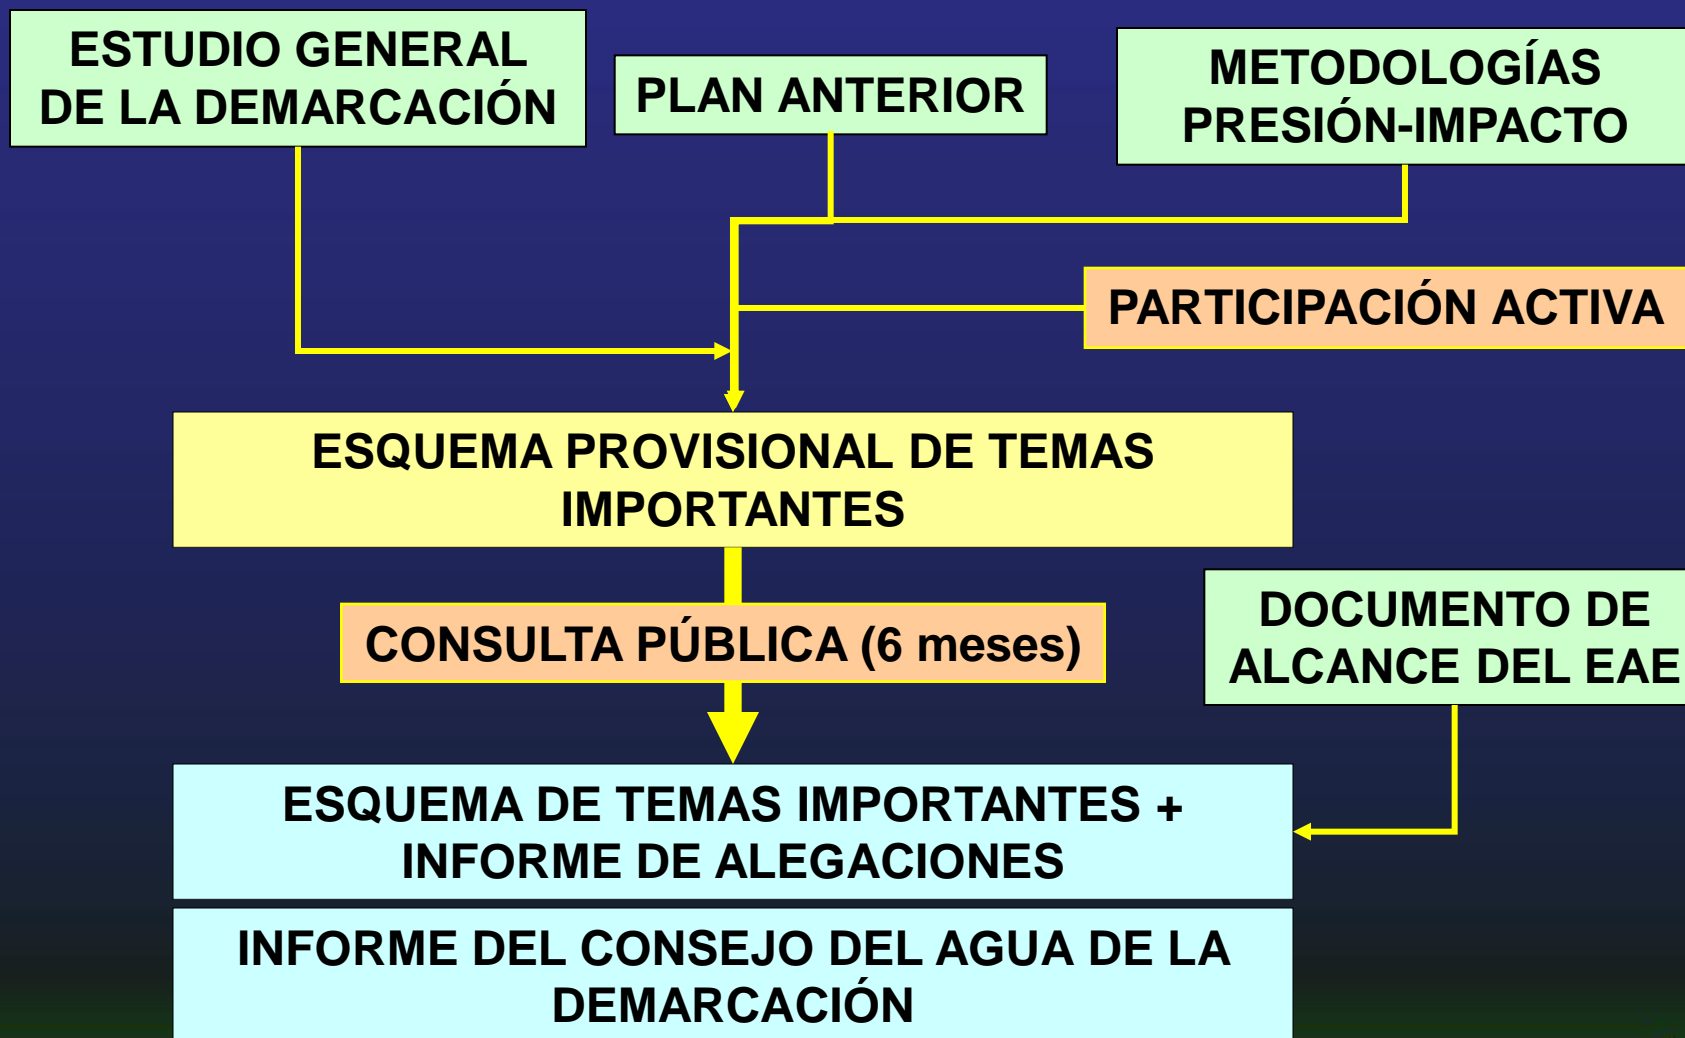 ESTUDIO GENERAL
DE LA DEMARCACIÓN
PLAN ANTERIOR
METODOLOGÍAS
PRESIÓN-IMPACTO
PARTICIPACIÓN ACTIVA
ESQUEMA PROVISIONAL DE TEMAS
IMPORTANTES
CONSULTA PÚBLICA (6 meses)
DOCUMENTO DE
ALCANCE DEL EAE
ESQUEMA DE TEMAS IMPORTANTES +
INFORME DE ALEGACIONES
INFORME DEL CONSEJO DEL AGUA DE LA
DEMARCACIÓN